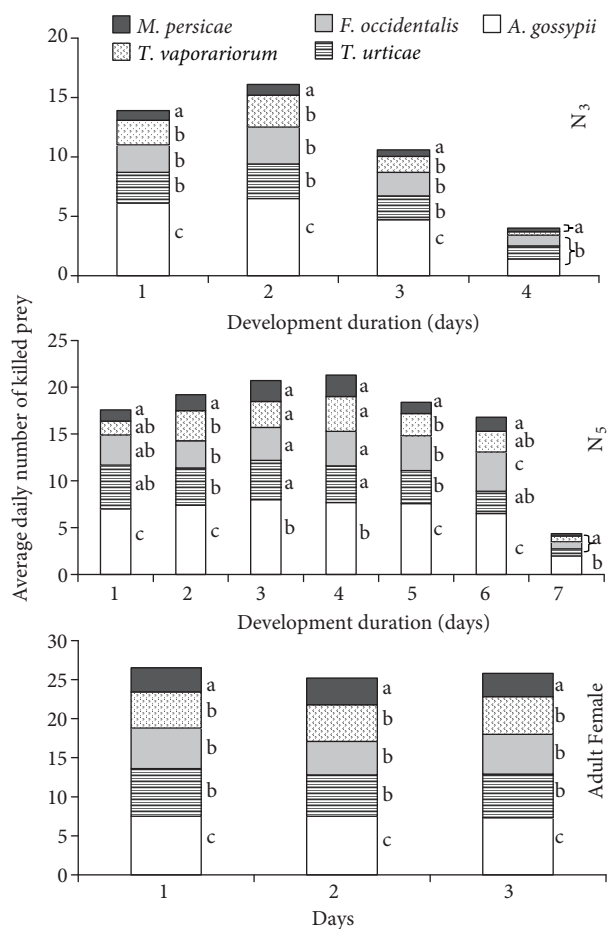 M. persicae F. occidentalis A. gossypii
T. vaporariorum T. urticae
Average daily number of killed prey
20
15
10
5
0
a
b
b
b
c
a
b
b
b
c
a
b
b
b
c
a
b
N3
1 2 3 4
Development duration (days)
25
20
15
10
5
0
a
ab
ab
ab
c
a
b
b
b
c
a
a
a
a
b
a
a
a
a
b
a
b
b
b
c
a
ab
c
ab
c
a
b
N5
1 2 3 4 5 6 7
Development duration (days)
30
25
20
15
10
5
0
a
b
b
b
c
a
b
b
b
c
a
b
b
b
c
Adult Female
1 2 3
Days